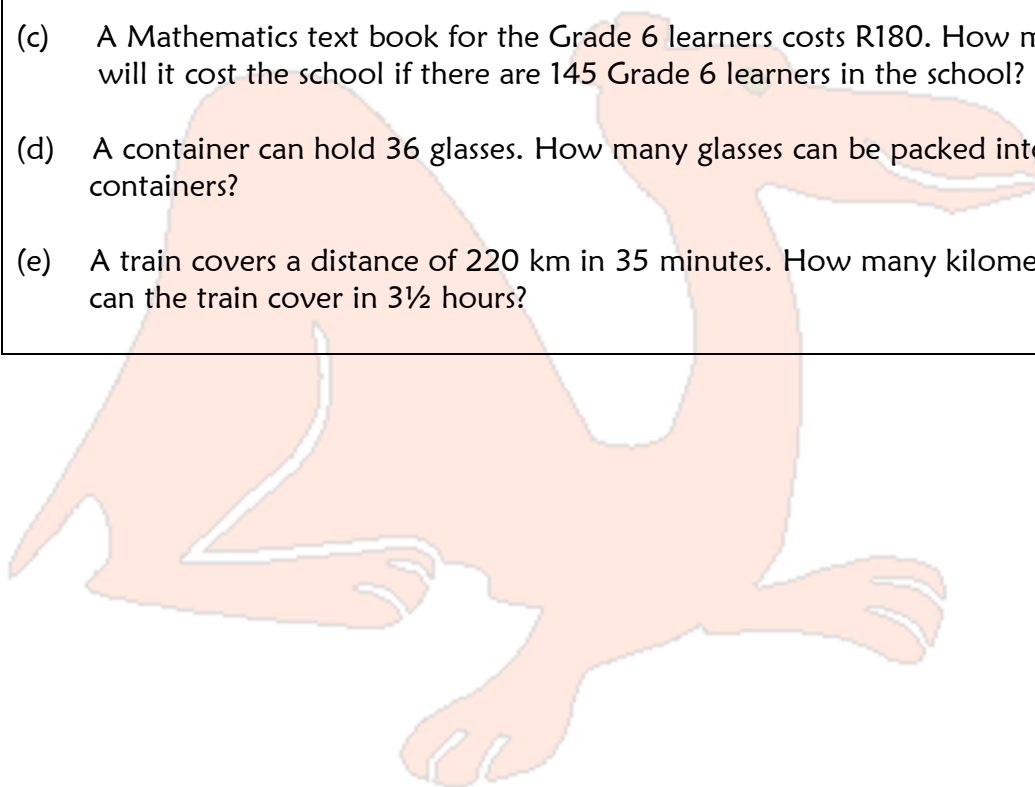 (c) A Mathematics text book for the Grade 6 learners costs R180. How
will it cost the school if there are 145 Grade 6 learners in the school?
(d) A container can hold 36 glasses. How many glasses can be packed
containers?
(e) A train covers a distance of 220 km in 35 minutes. How many
can the train cover in 3½ hours?